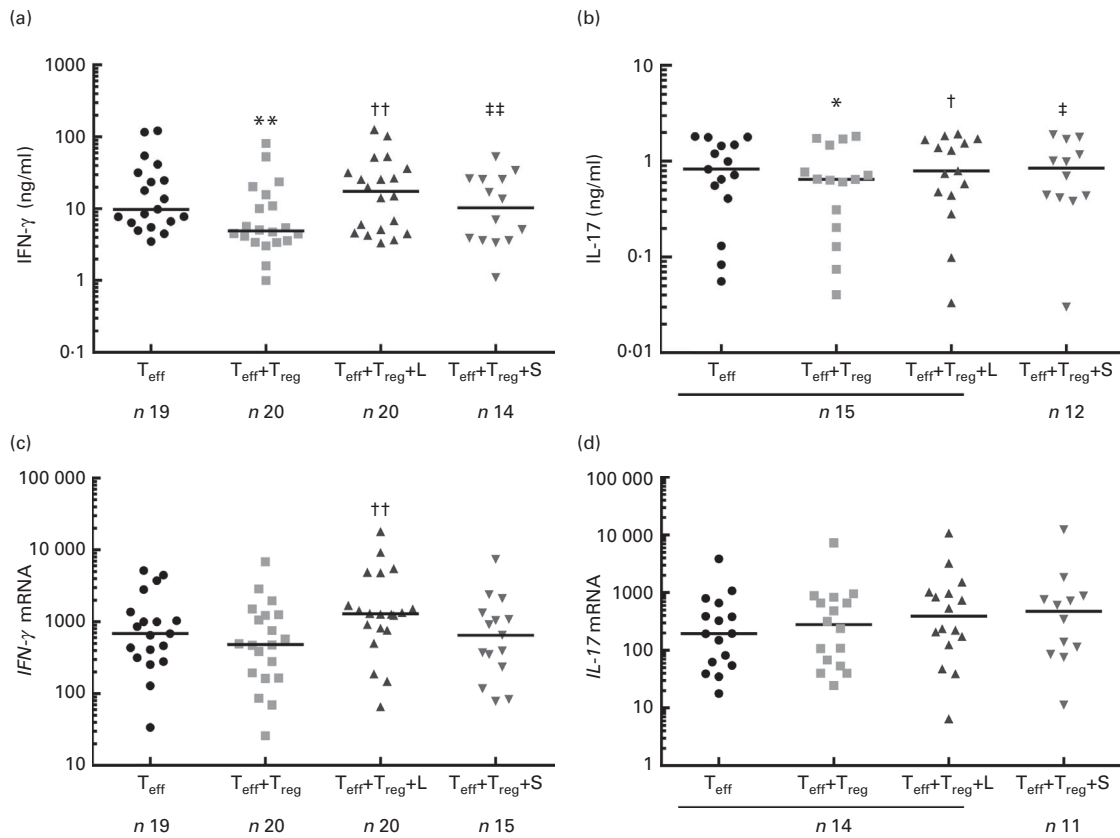 (a)
1000
100
10
1
0·1
IFN-γ (ng/ml)
**
††
‡‡
Teff
Teff+Treg
Teff+Treg+L
Teff+Treg+S
n 19
n 20
n 20
n 14
(b)
10
1·0
0·1
0·01
IL-17 (ng/ml)
*
†
‡
Teff
Teff+Treg
Teff+Treg+L
Teff+Treg+S
n 15
n 12
(c)
100 000
10 000
1000
100
10
IFN-γ mRNA
††
Teff
Teff+Treg
Teff+Treg+L
Teff+Treg+S
n 19
n 20
n 20
n 15
(d)
100 000
10 000
1000
100
10
1
IL-17 mRNA
Teff
Teff+Treg
Teff+Treg+L
Teff+Treg+S
n 14
n 11